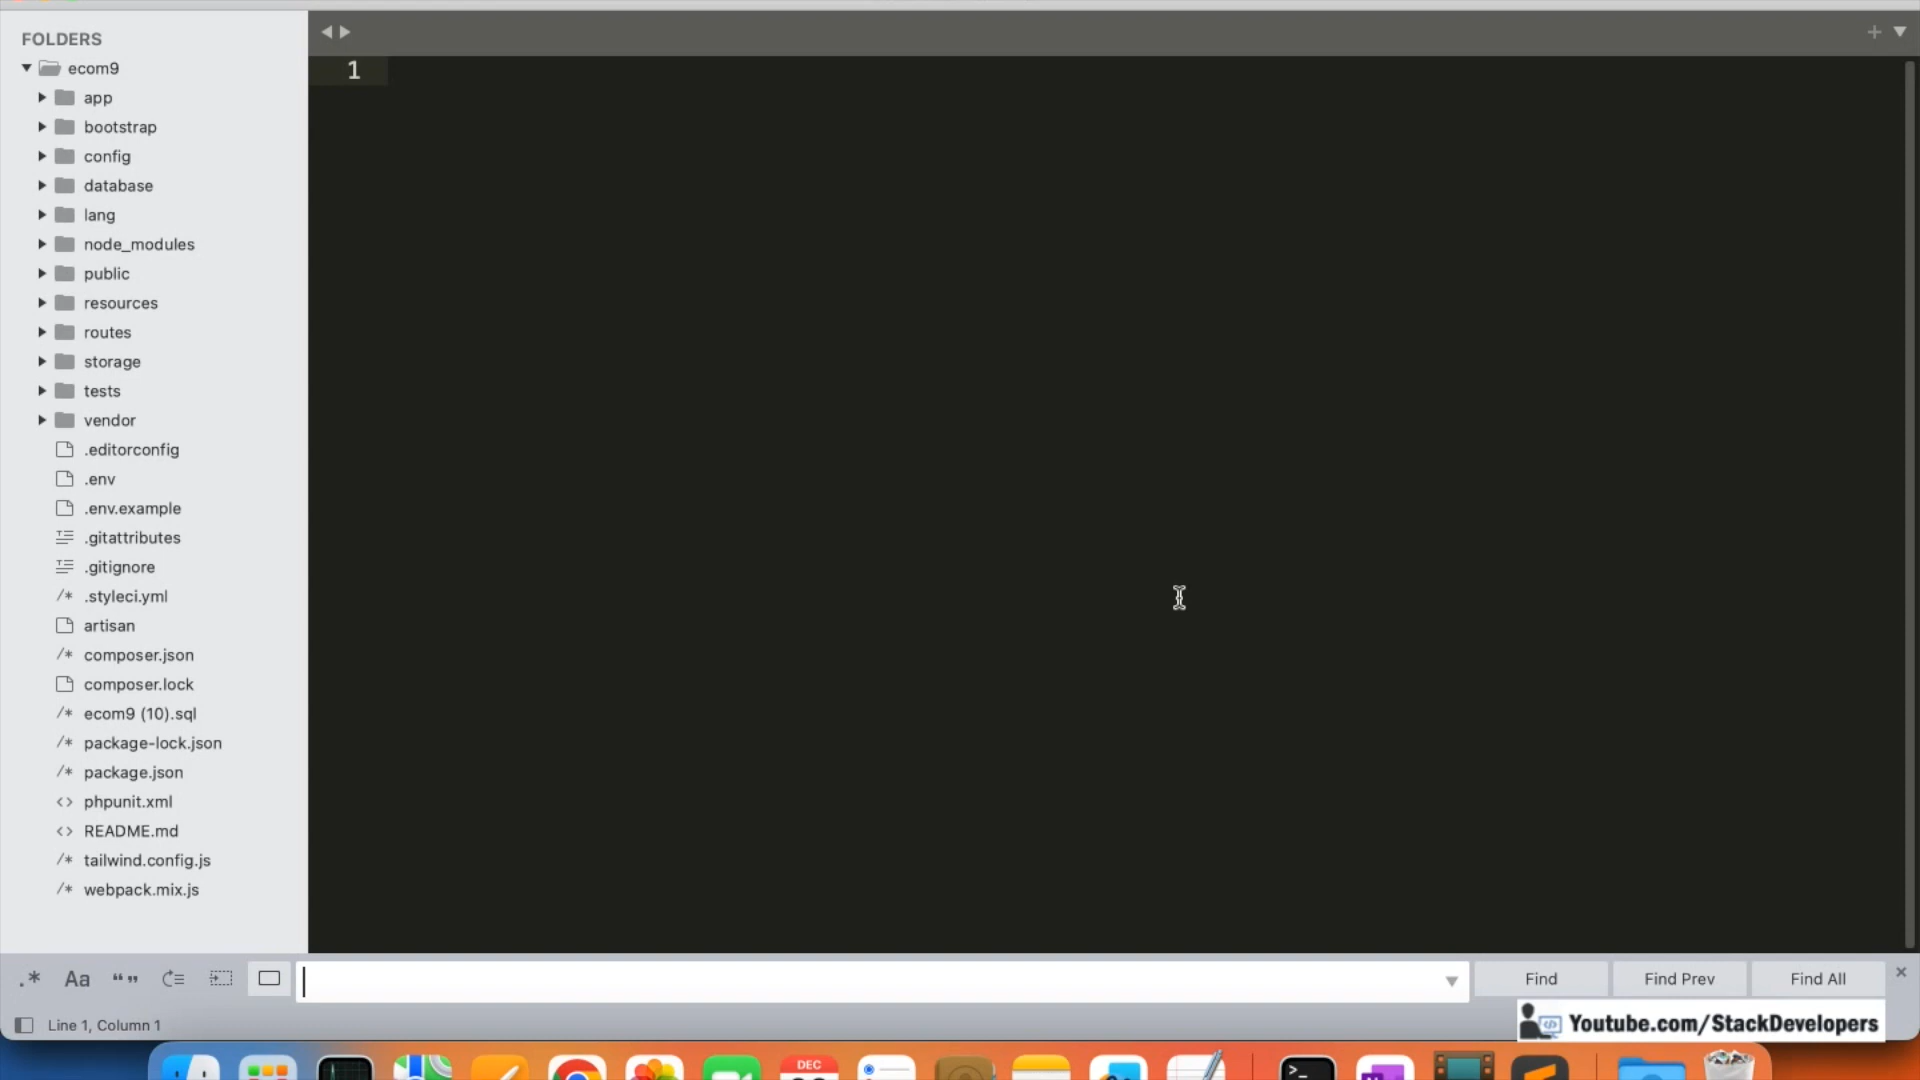 FOLDERS
ecom9
app
bootstrap
config
database
lang
node_modules
public
resources
routes
storage
tests
vendor
.editorconfig
.env
.env.example
.gitattributes
.gitignore
/* .styleci.yml
artisan
/* composer.json
composer.lock
/* ecom9 (10).sql
/* package-lock.json
/* package.json
<> phpunit.xml
<> README.md
/* tailwind.config.js
/* webpack.mix.js
1
.* Aa “ ”
Find
Find Prev
Find All
Line 1, Column 1
Youtube.com/StackDevelopers
DEC